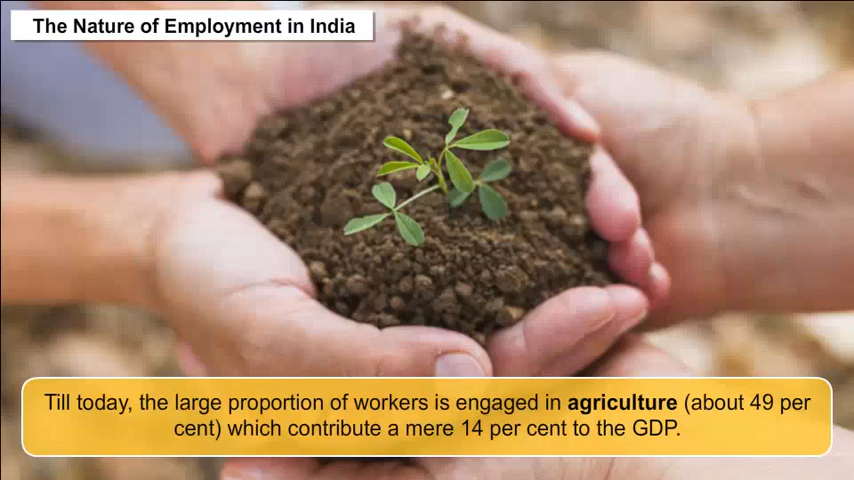 The Nature of Employment in India
Till today, the large proportion of workers is engaged in agriculture (about 49 per
cent) which contribute a mere 14 per cent to the GDP.